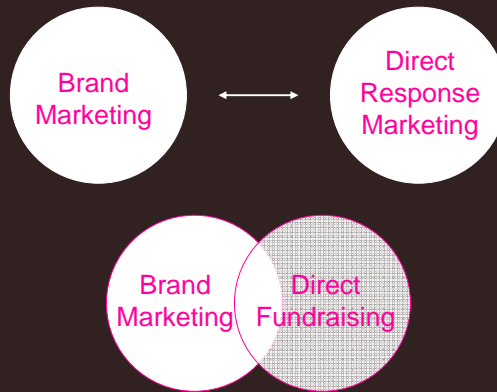 Brand
Marketing
Direct
Response
Marketing
Brand
Marketing
Direct
Fundraising